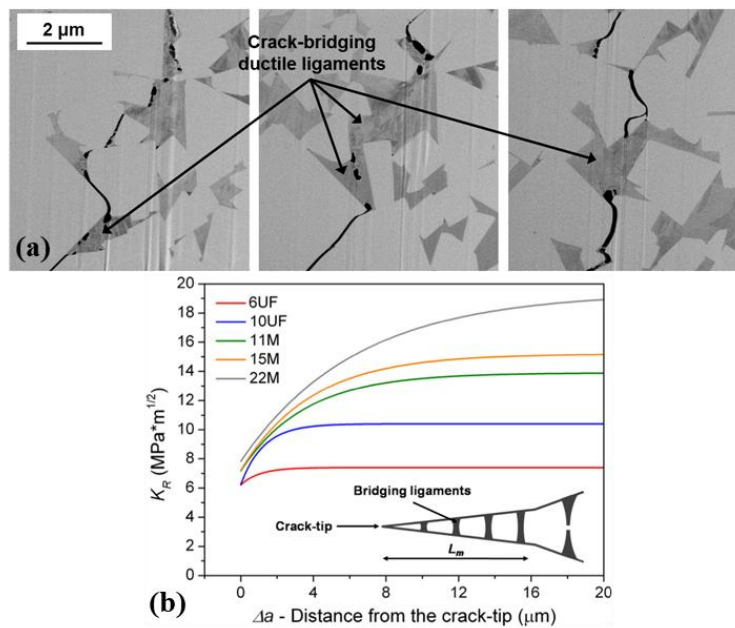 2 μm
Crack-bridging
ductile ligaments
(a)
20
18
16
14
12
10
8
6
4
2
0
K_R (MPa*m^1/2)
6UF
10UF
11M
15M
22M
Bridging ligaments
Crack-tip
L_m
0 4 8 12 16 20
Δa - Distance from the crack-tip (μm)
(b)